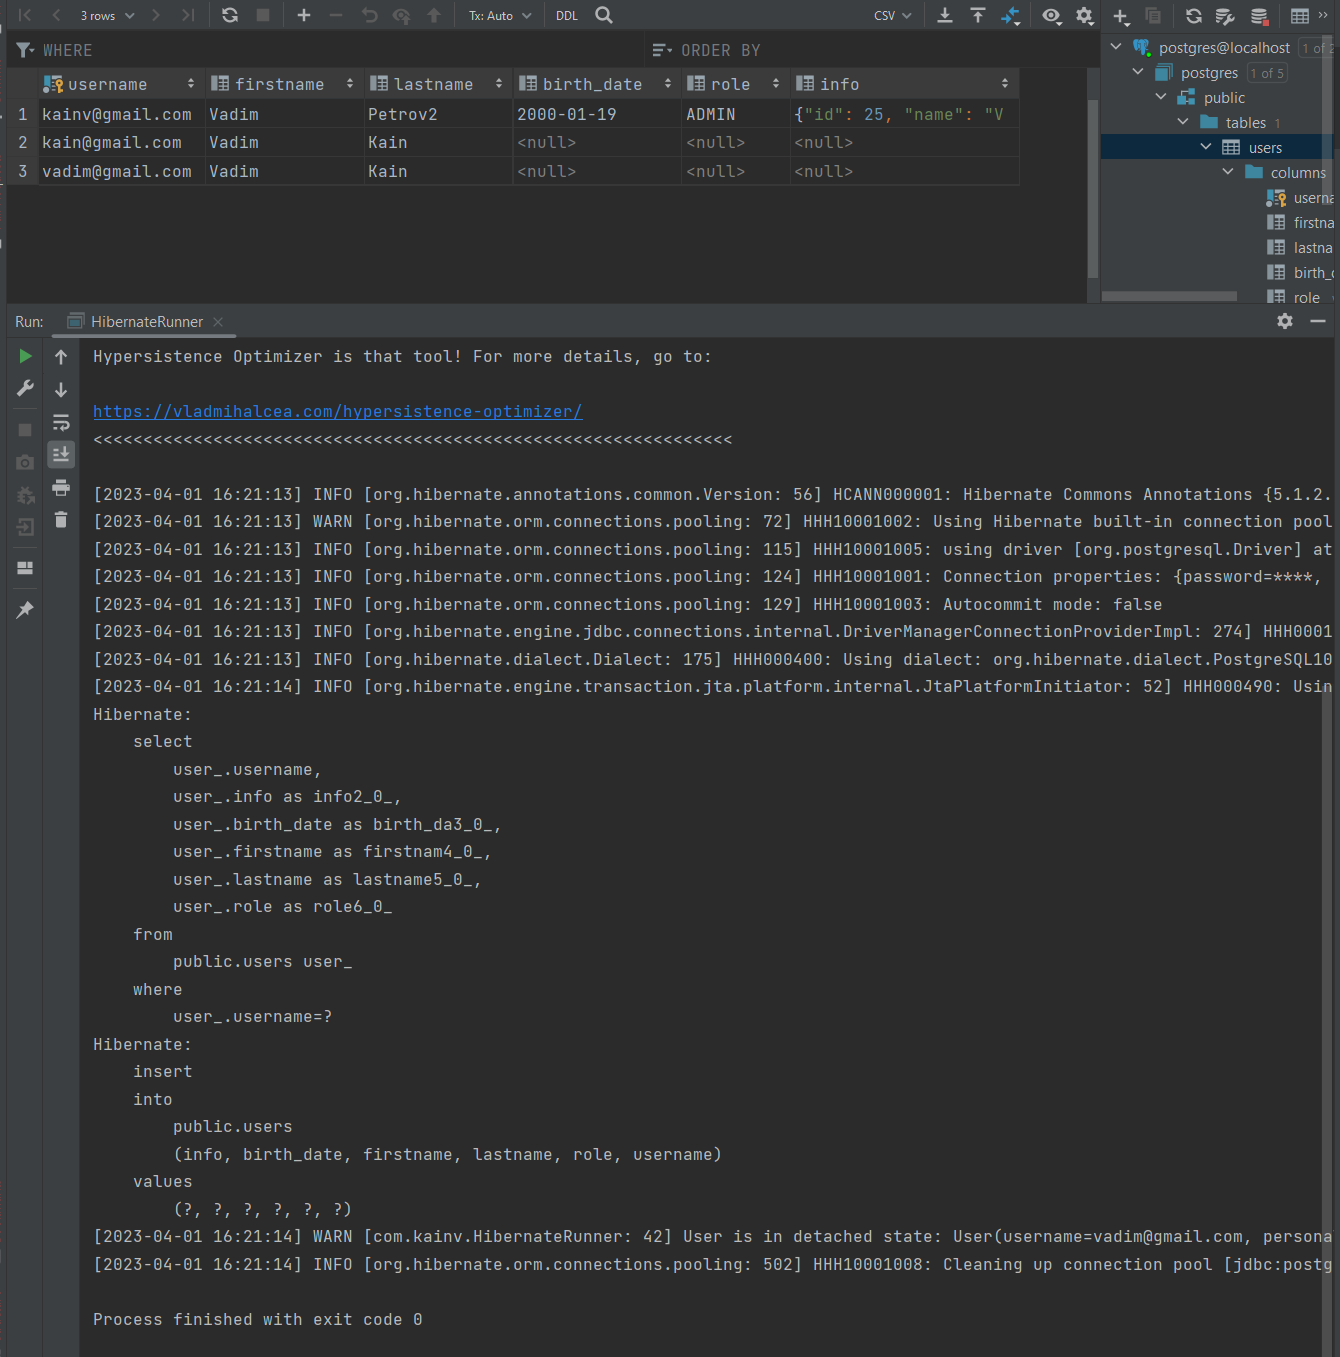 3 rows
Tx: Auto
DDL
CSV
WHERE
ORDER BY
username firstname lastname birth_date role info
1 kainv@gmail.com Vadim Petrov2 2000-01-19 ADMIN {"id": 25, "name": "V
2 kain@gmail.com Vadim Kain <null> <null> <null>
3 vadim@gmail.com Vadim Kain <null> <null> <null>
postgres@localhost 1 of 2
postgres 1 of 5
public
tables 1
users
columns
userna
firstna
lastna
birth_d
role
Run: HibernateRunner
Hypersistence Optimizer is that tool! For more details, go to:
https://vladmihalcea.com/hypersistence-optimizer/
<<<<<<<<<<<<<<<<<<<<<<<<<<<<<<<<<<<<<<<<<<<<<<<<<<<<<<<<<<<<<<<<
[2023-04-01 16:21:13] INFO [org.hibernate.annotations.common.Version: 56] HCANN000001: Hibernate Commons Annotations {5.1.2.
[2023-04-01 16:21:13] WARN [org.hibernate.orm.connections.pooling: 72] HHH10001002: Using Hibernate built-in connection pool
[2023-04-01 16:21:13] INFO [org.hibernate.orm.connections.pooling: 115] HHH10001005: using driver [org.postgresql.Driver] at
[2023-04-01 16:21:13] INFO [org.hibernate.orm.connections.pooling: 124] HHH10001001: Connection properties: {password=****,
[2023-04-01 16:21:13] INFO [org.hibernate.orm.connections.pooling: 129] HHH10001003: Autocommit mode: false
[2023-04-01 16:21:13] INFO [org.hibernate.engine.jdbc.connections.internal.DriverManagerConnectionProviderImpl: 274] HHH0001
[2023-04-01 16:21:13] INFO [org.hibernate.dialect.Dialect: 175] HHH000400: Using dialect: org.hibernate.dialect.PostgreSQL10
[2023-04-01 16:21:14] INFO [org.hibernate.engine.transaction.jta.platform.internal.JtaPlatformInitiator: 52] HHH000490: Usin
Hibernate:
select
user_.username,
user_.info as info2_0_,
user_.birth_date as birth_da3_0_,
user_.firstname as firstnam4_0_,
user_.lastname as lastname5_0_,
user_.role as role6_0_
from
public.users user_
where
user_.username=?
Hibernate:
insert
into
public.users
(info, birth_date, firstname, lastname, role, username)
values
(?, ?, ?, ?, ?, ?)
[2023-04-01 16:21:14] WARN [com.kainv.HibernateRunner: 42] User is in detached state: User(username=vadim@gmail.com, persona
[2023-04-01 16:21:14] INFO [org.hibernate.orm.connections.pooling: 502] HHH10001008: Cleaning up connection pool [jdbc:postg
Process finished with exit code 0